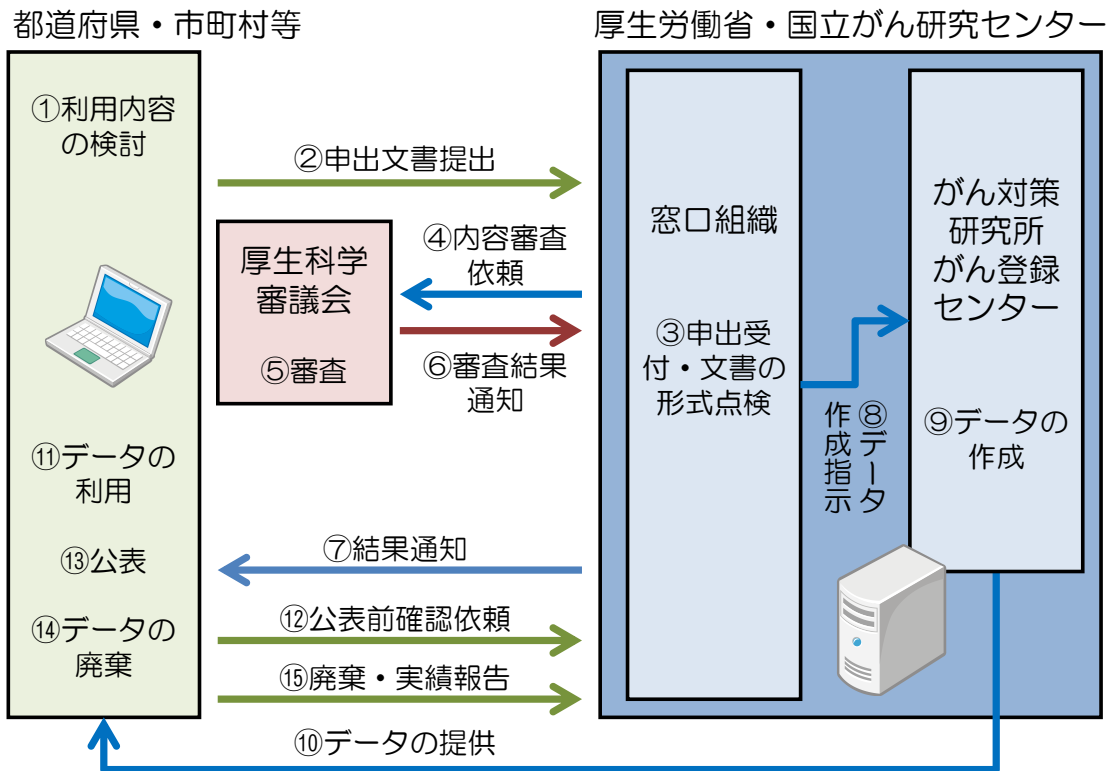 都道府県・市町村等
厚生労働省・国立がん研究センター
①利用内容
の検討
②申出文書提出
厚生科学
審議会
⑤審査
④内容審査
依頼
⑥審査結果
通知
窓口組織
③申出受
付・文書の
形式点検
⑧データ
作成指示
がん対策
研究所
がん登録
センター
⑨データの
作成
⑪データの
利用
⑬公表
⑭データの
廃棄
⑦結果通知
⑫公表前確認依頼
⑮廃棄・実績報告
⑩データの提供